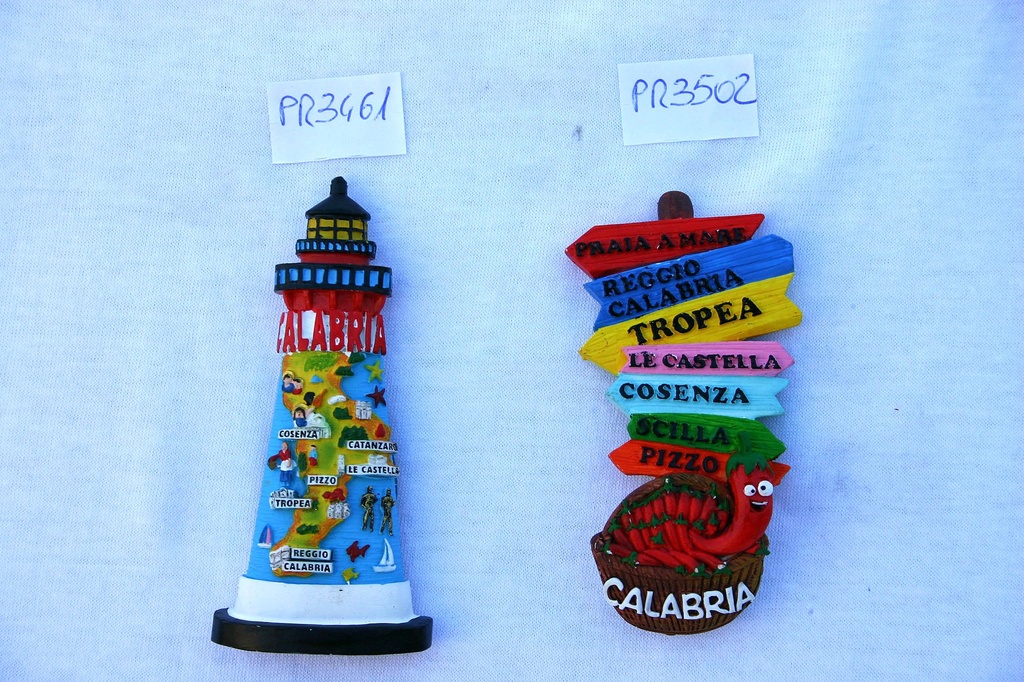 PR3461
CALABRIA
COSENZA
CATANZARO
LE CASTELLA
PIZZO
TROPEA
REGGIO
CALABRIA
PR3502
PRAIA A MARE
REGGIO
CALABRIA
TROPEA
LE CASTELLA
COSENZA
SCILLA
PIZZO
CALABRIA